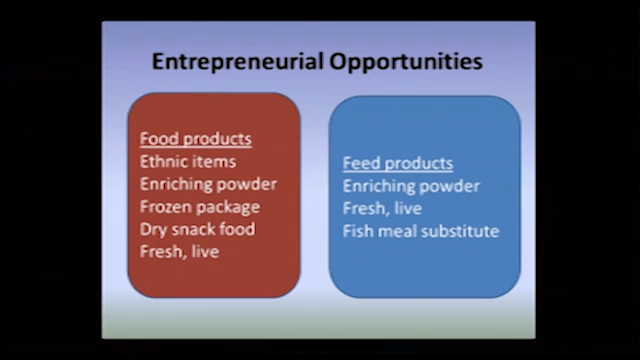 Entrepreneurial Opportunities
Food products
Ethnic items
Enriching powder
Frozen package
Dry snack food
Fresh, live
Feed products
Enriching powder
Fresh, live
Fish meal substitute